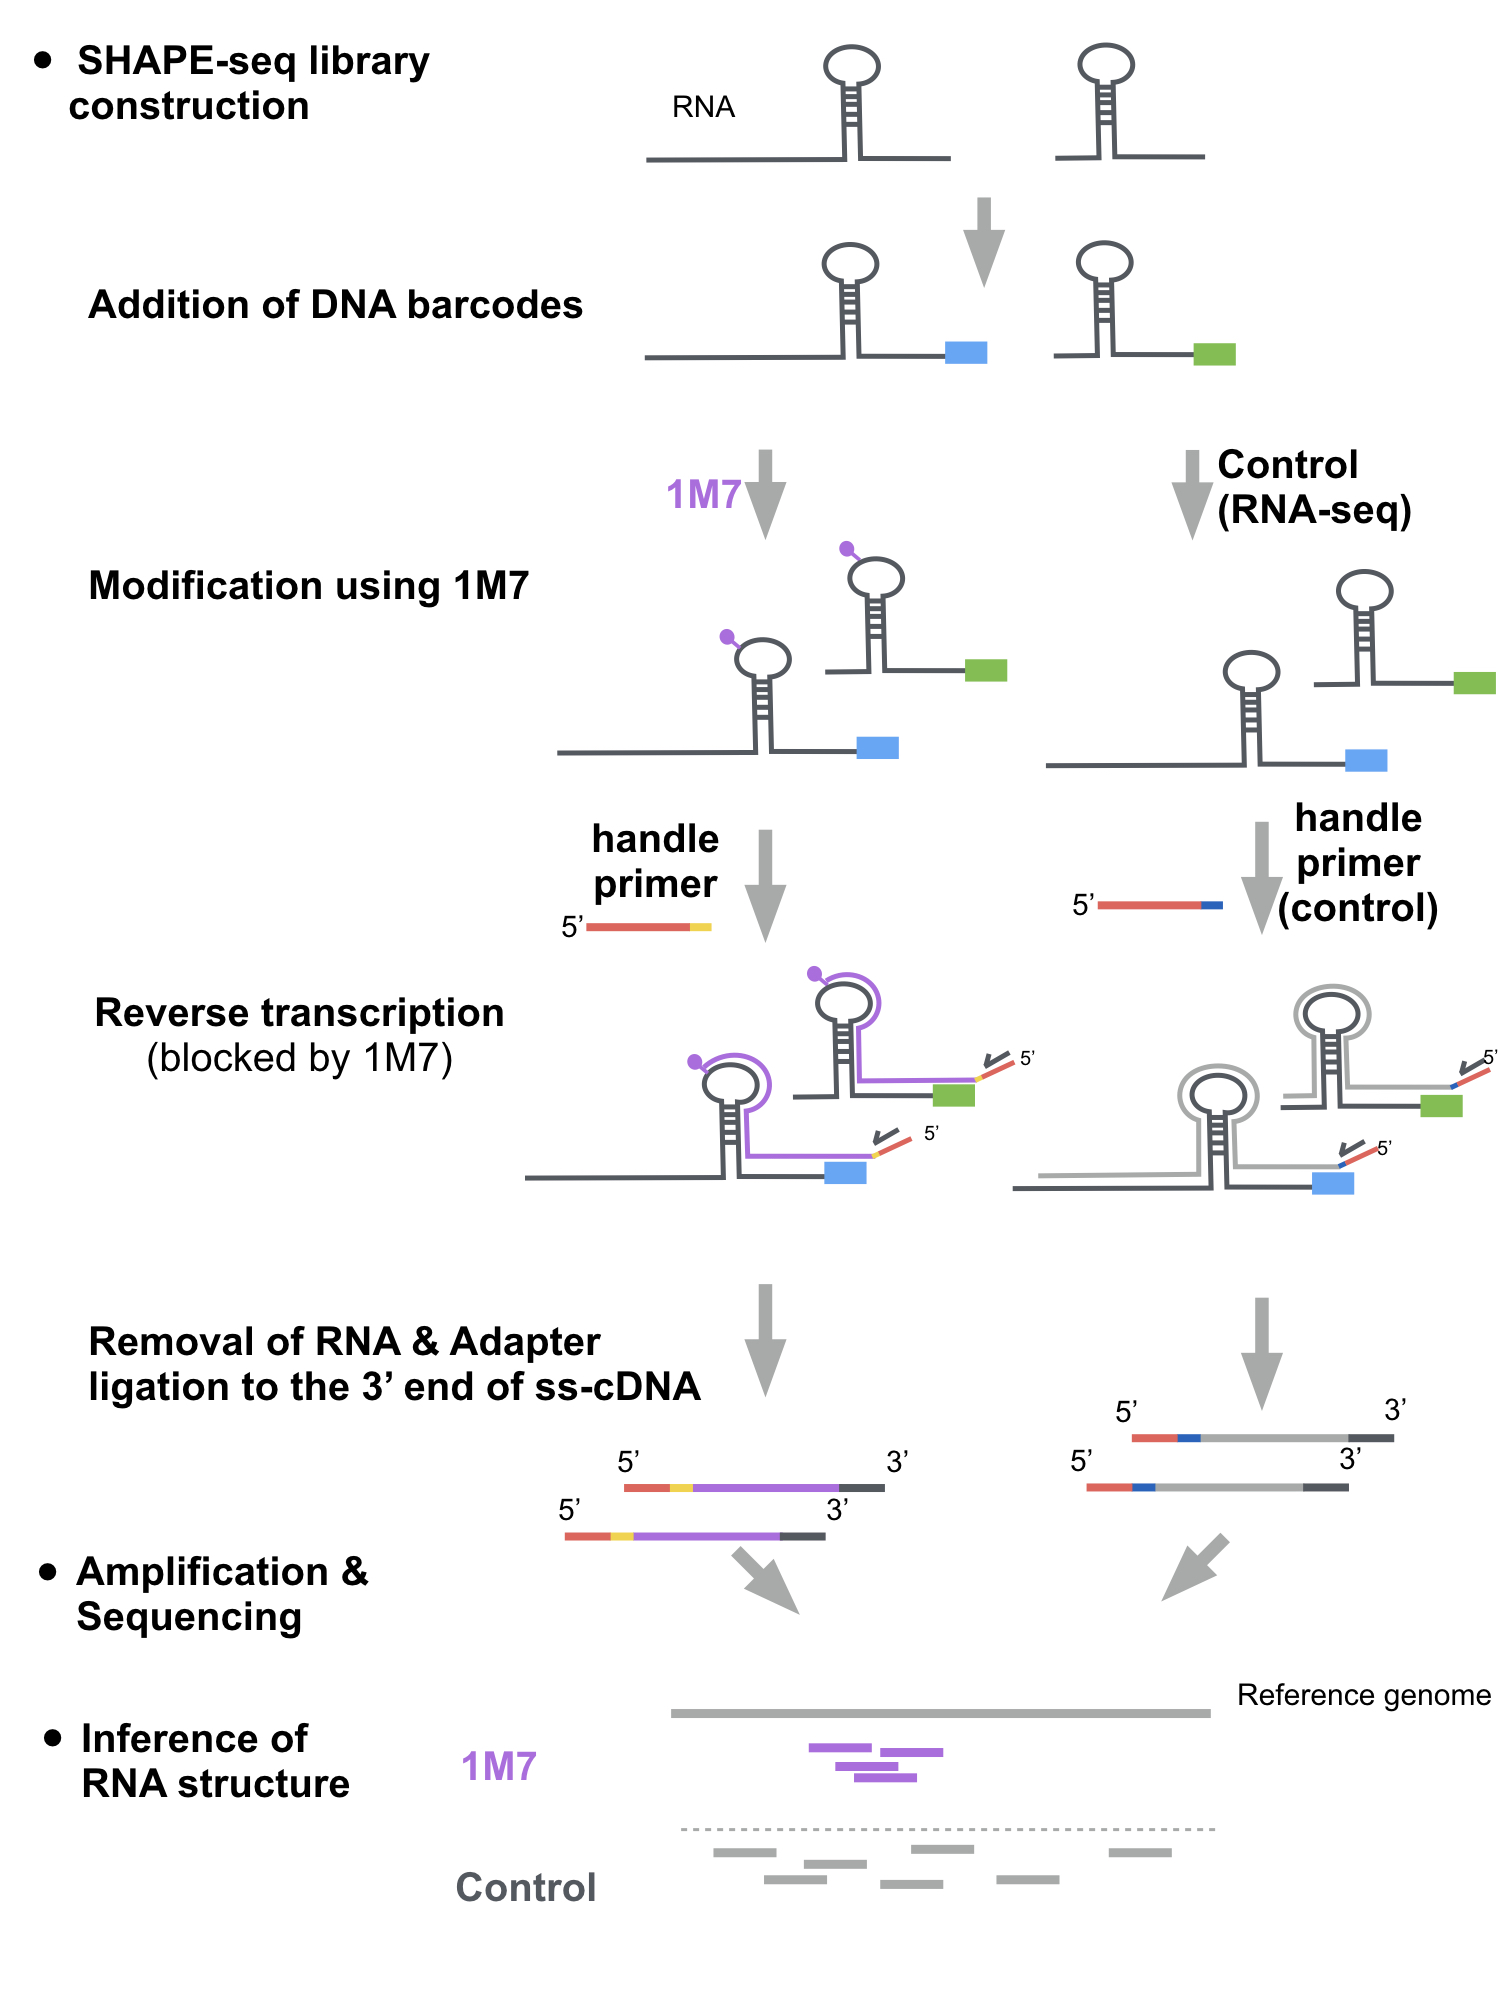 ● SHAPE-seq library
construction
RNA
Addition of DNA barcodes
1M7
Control
(RNA-seq)
Modification using 1M7
handle
primer
5’
handle
primer
(control)
5’
Reverse transcription
(blocked by 1M7)
5’
5’
5’
5’
Removal of RNA & Adapter
ligation to the 3’ end of ss-cDNA
5’ 3’
5’ 3’
5’ 3’
5’ 3’
● Amplification &
Sequencing
Reference genome
● Inference of
RNA structure
1M7
Control